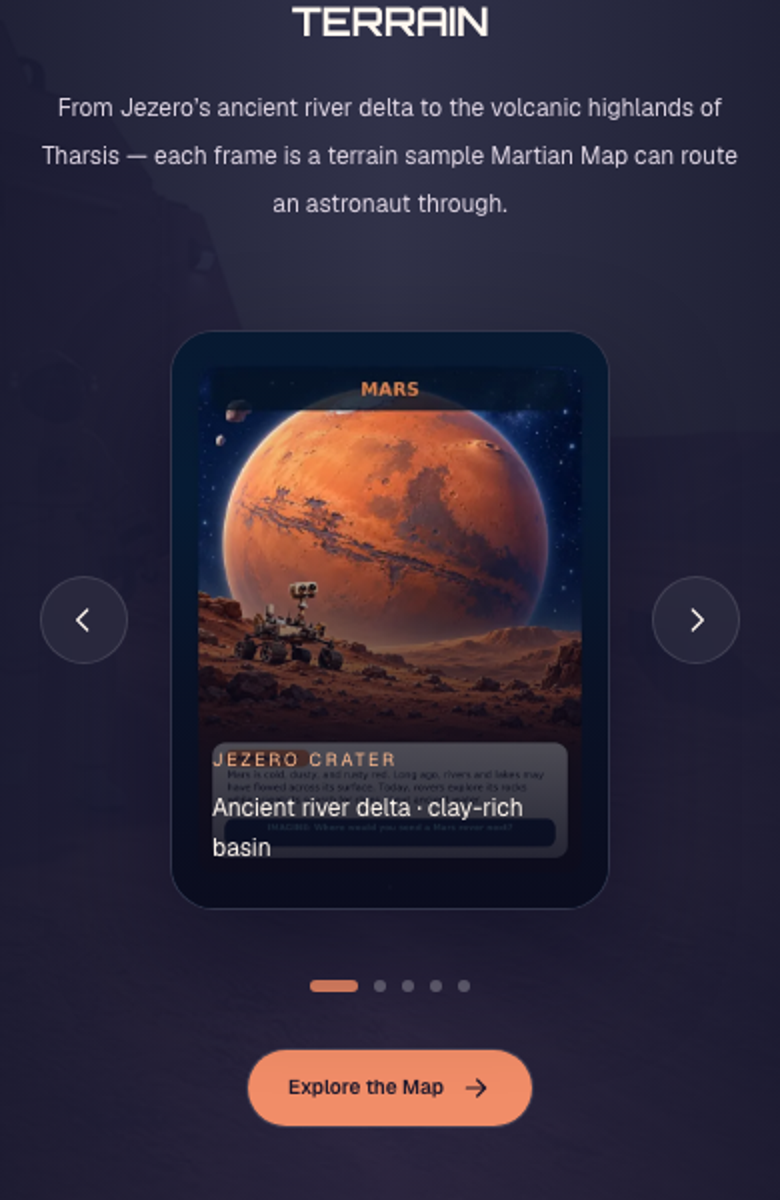 TERRAIN
From Jezero’s ancient river delta to the volcanic highlands of
Tharsis — each frame is a terrain sample Martian Map can route
an astronaut through.
MARS
JEZERO CRATER
Mars is cold, dusty, and rusty red. Long ago, rivers and lakes may
have flowed across its surface. Today, rovers explore its rocks
Ancient river delta · clay-rich
IMAGINE: Where would you send a Mars rover next?
basin
Explore the Map